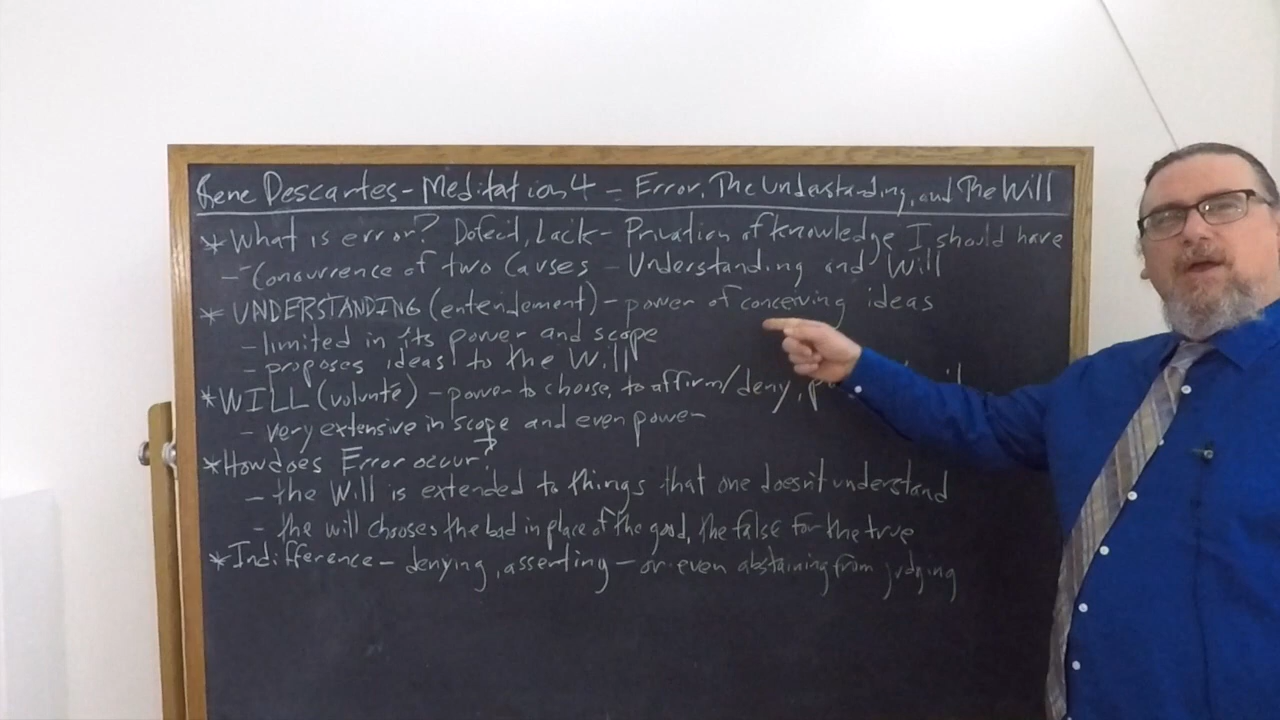 Rene Descartes - Meditation 4 - Error, The Understanding, and The Will
* What is error? Defect, Lack - Privation of knowledge I should have
- Concurrence of two Causes - Understanding and Will
* UNDERSTANDING (entendement) - power of conceiving ideas
- limited in its power and scope
- proposes ideas to the Will
* WILL (volunté) - power to choose, to affirm/deny,
- very extensive in scope and even power
* How does Error occur?
- the Will is extended to things that one doesn't understand
- the will chooses the bad in place of the good, the false for the true
* Indifference - denying, asserting - or even abstaining from judging